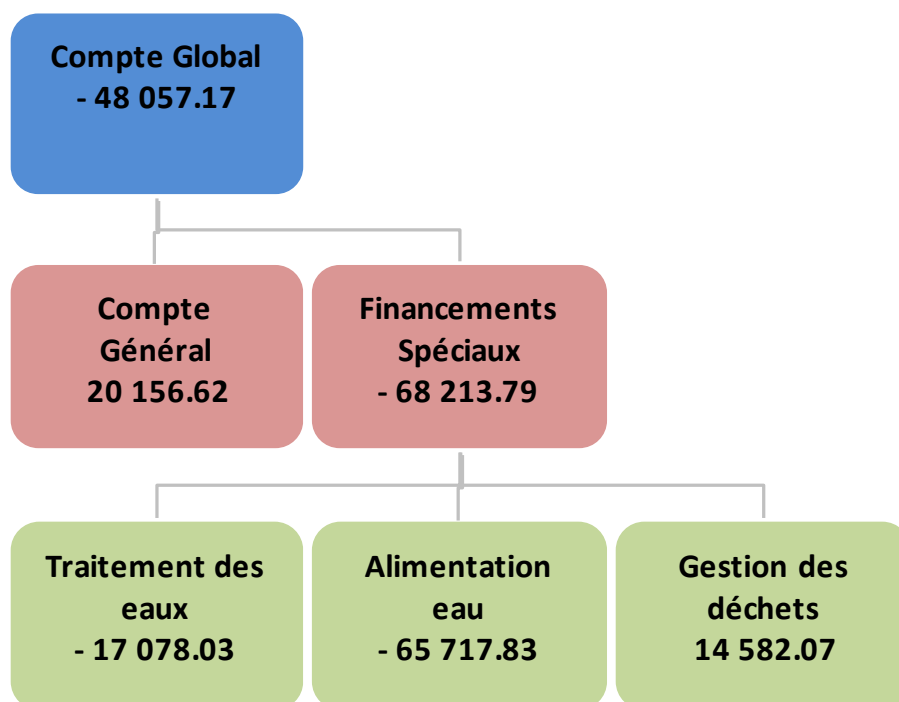 Compte Global
- 48 057.17
Compte
Général
20 156.62
Financements
Spéciaux
- 68 213.79
Traitement des
eaux
- 17 078.03
Alimentation
eau
- 65 717.83
Gestion des
déchets
14 582.07